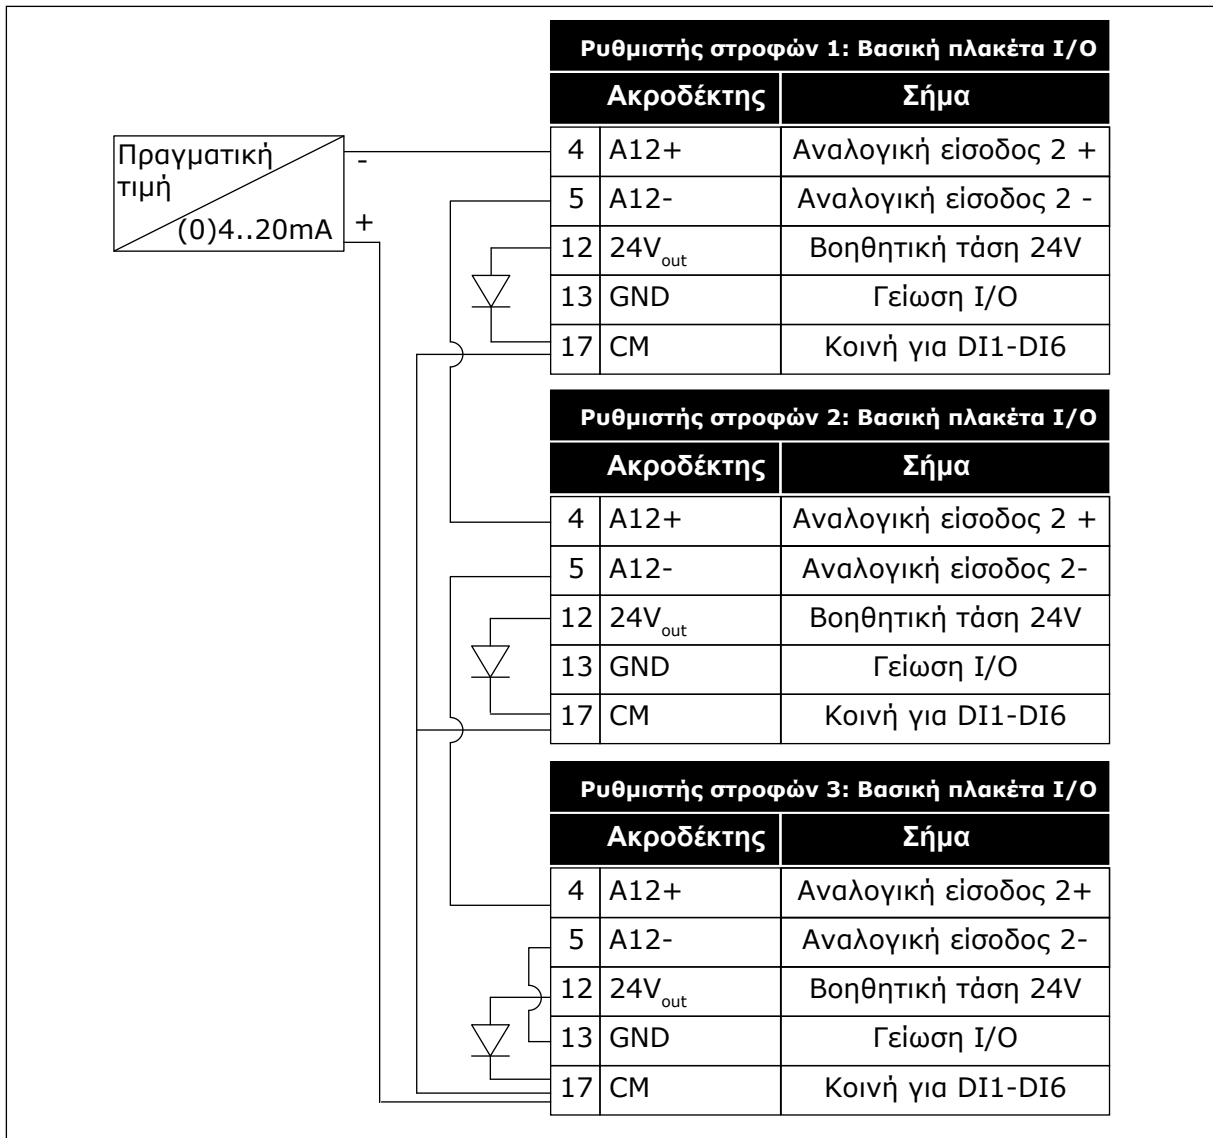 Πραγματική
τιμή
(0)4..20mA
-
+
Ρυθμιστής στροφών 1: Βασική πλακέτα I/O
Ακροδέκτης Σήμα
4 A12+ Αναλογική είσοδος 2 +
5 A12- Αναλογική είσοδος 2 -
12 24Vout Βοηθητική τάση 24V
13 GND Γείωση I/O
17 CM Κοινή για DI1-DI6
Ρυθμιστής στροφών 2: Βασική πλακέτα I/O
Ακροδέκτης Σήμα
4 A12+ Αναλογική είσοδος 2 +
5 A12- Αναλογική είσοδος 2-
12 24Vout Βοηθητική τάση 24V
13 GND Γείωση I/O
17 CM Κοινή για DI1-DI6
Ρυθμιστής στροφών 3: Βασική πλακέτα I/O
Ακροδέκτης Σήμα
4 A12+ Αναλογική είσοδος 2+
5 A12- Αναλογική είσοδος 2-
12 24Vout Βοηθητική τάση 24V
13 GND Γείωση I/O
17 CM Κοινή για DI1-DI6